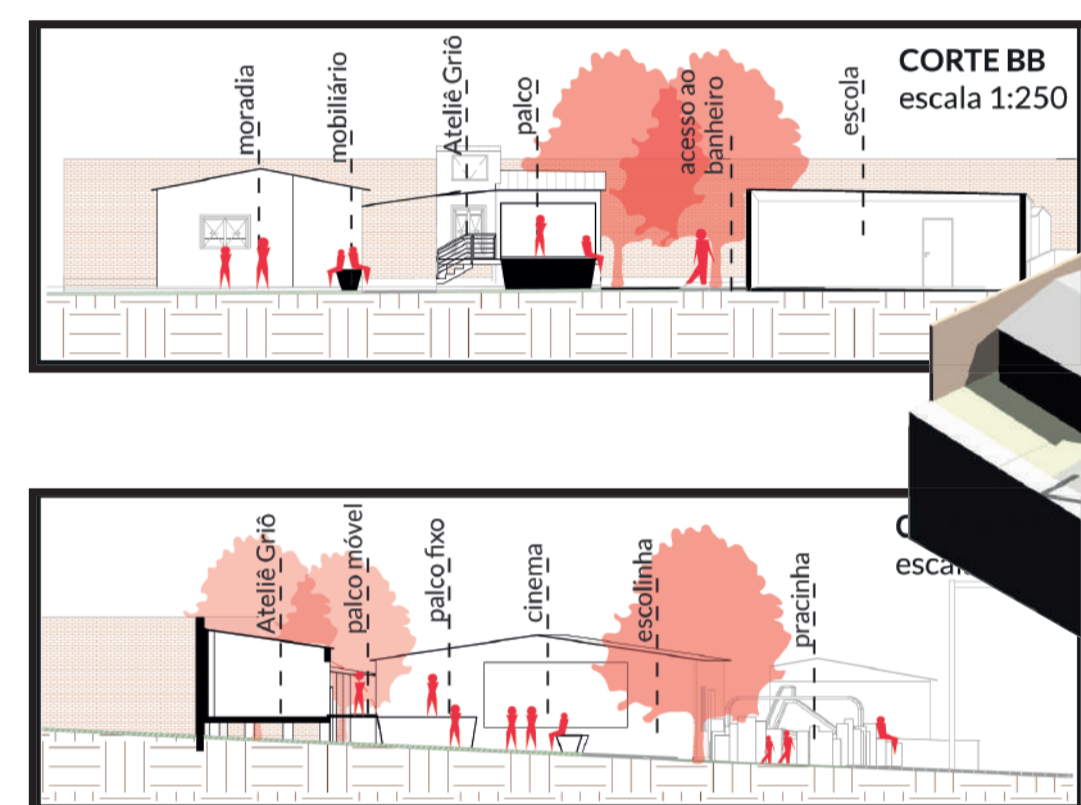 moradia
mobiliário
Ateliê Griô
palco
acesso ao
banheiro
escola
CORTE BB
escala 1:250
Ateliê Griô
palco móvel
palco fixo
cinema
escolinha
pracinha